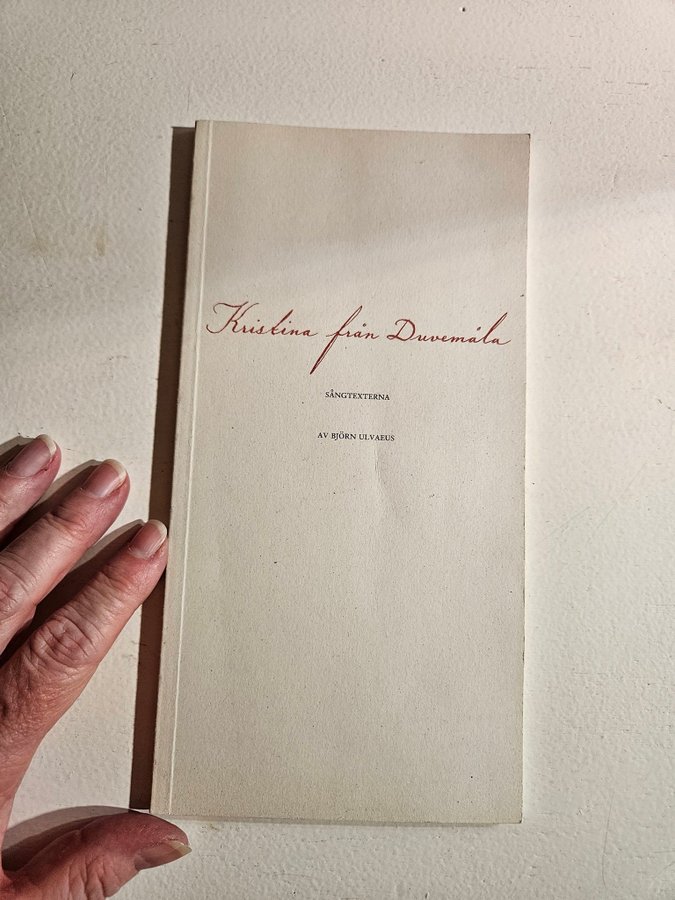 Kristina från Duvemåla
SÅNGTEXTERNA
AV BJÖRN ULVAEUS